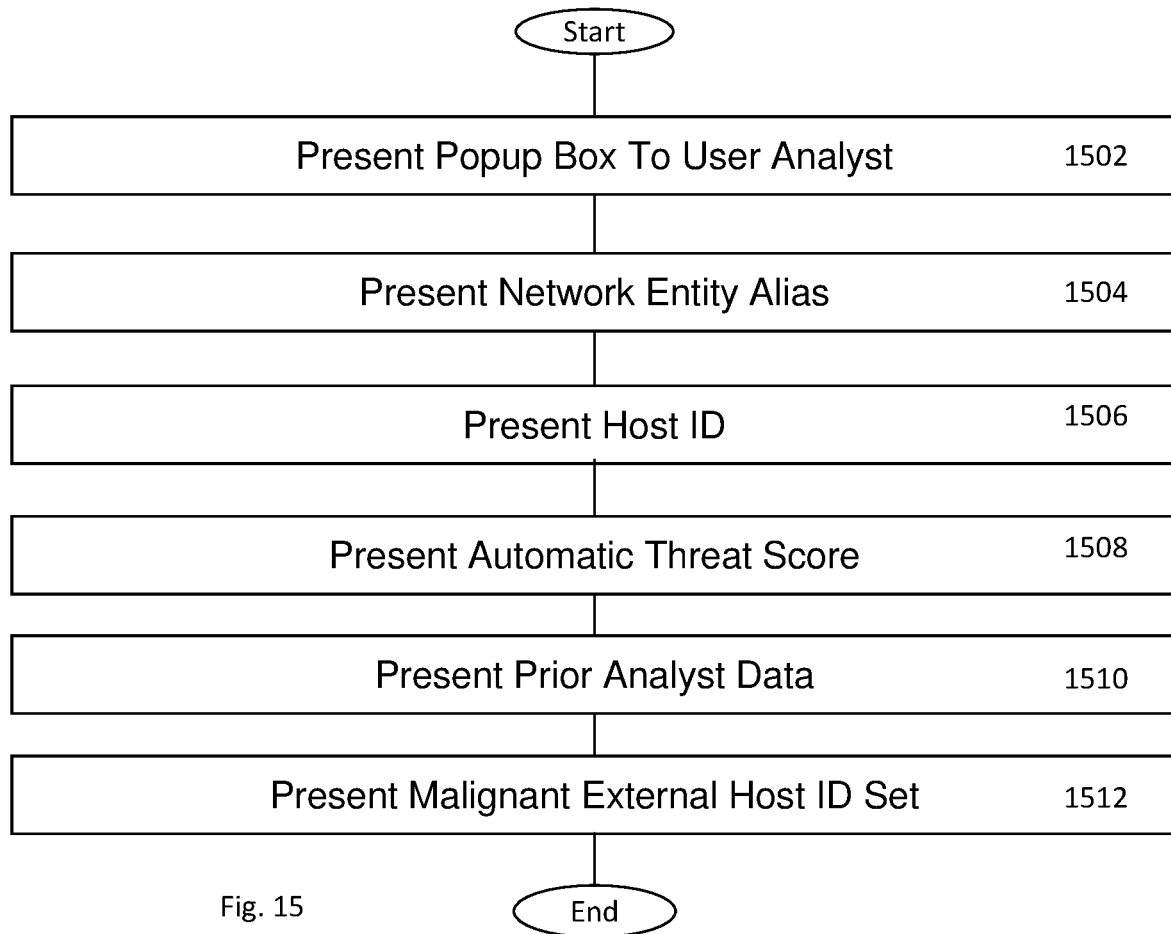 Start
Present Popup Box To User Analyst 1502
Present Network Entity Alias 1504
Present Host ID 1506
Present Automatic Threat Score 1508
Present Prior Analyst Data 1510
Present Malignant External Host ID Set 1512
Fig. 15
End